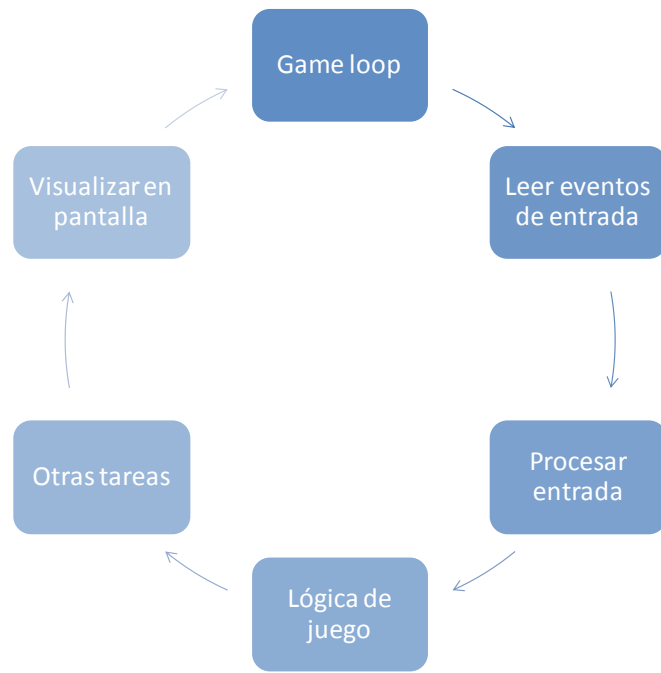 Game loop
Leer eventos
de entrada
Procesar
entrada
Lógica de
juego
Otras tareas
Visualizar en
pantalla